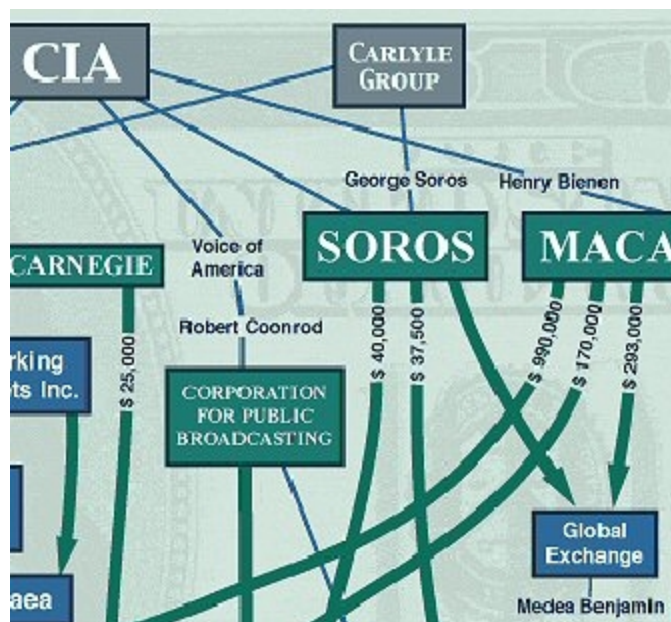 CIA
CARLYLE
GROUP
George Soros
Henry Bienen
SOROS
MACA
Voice of
America
CARNEGIE
Robert Coonrod
$ 25,000
$ 40,000
$ 37,500
$ 990,000
$ 170,000
$ 293,000
rking
ts Inc.
CORPORATION
FOR PUBLIC
BROADCASTING
Global
Exchange
aea
Medea Benjamin